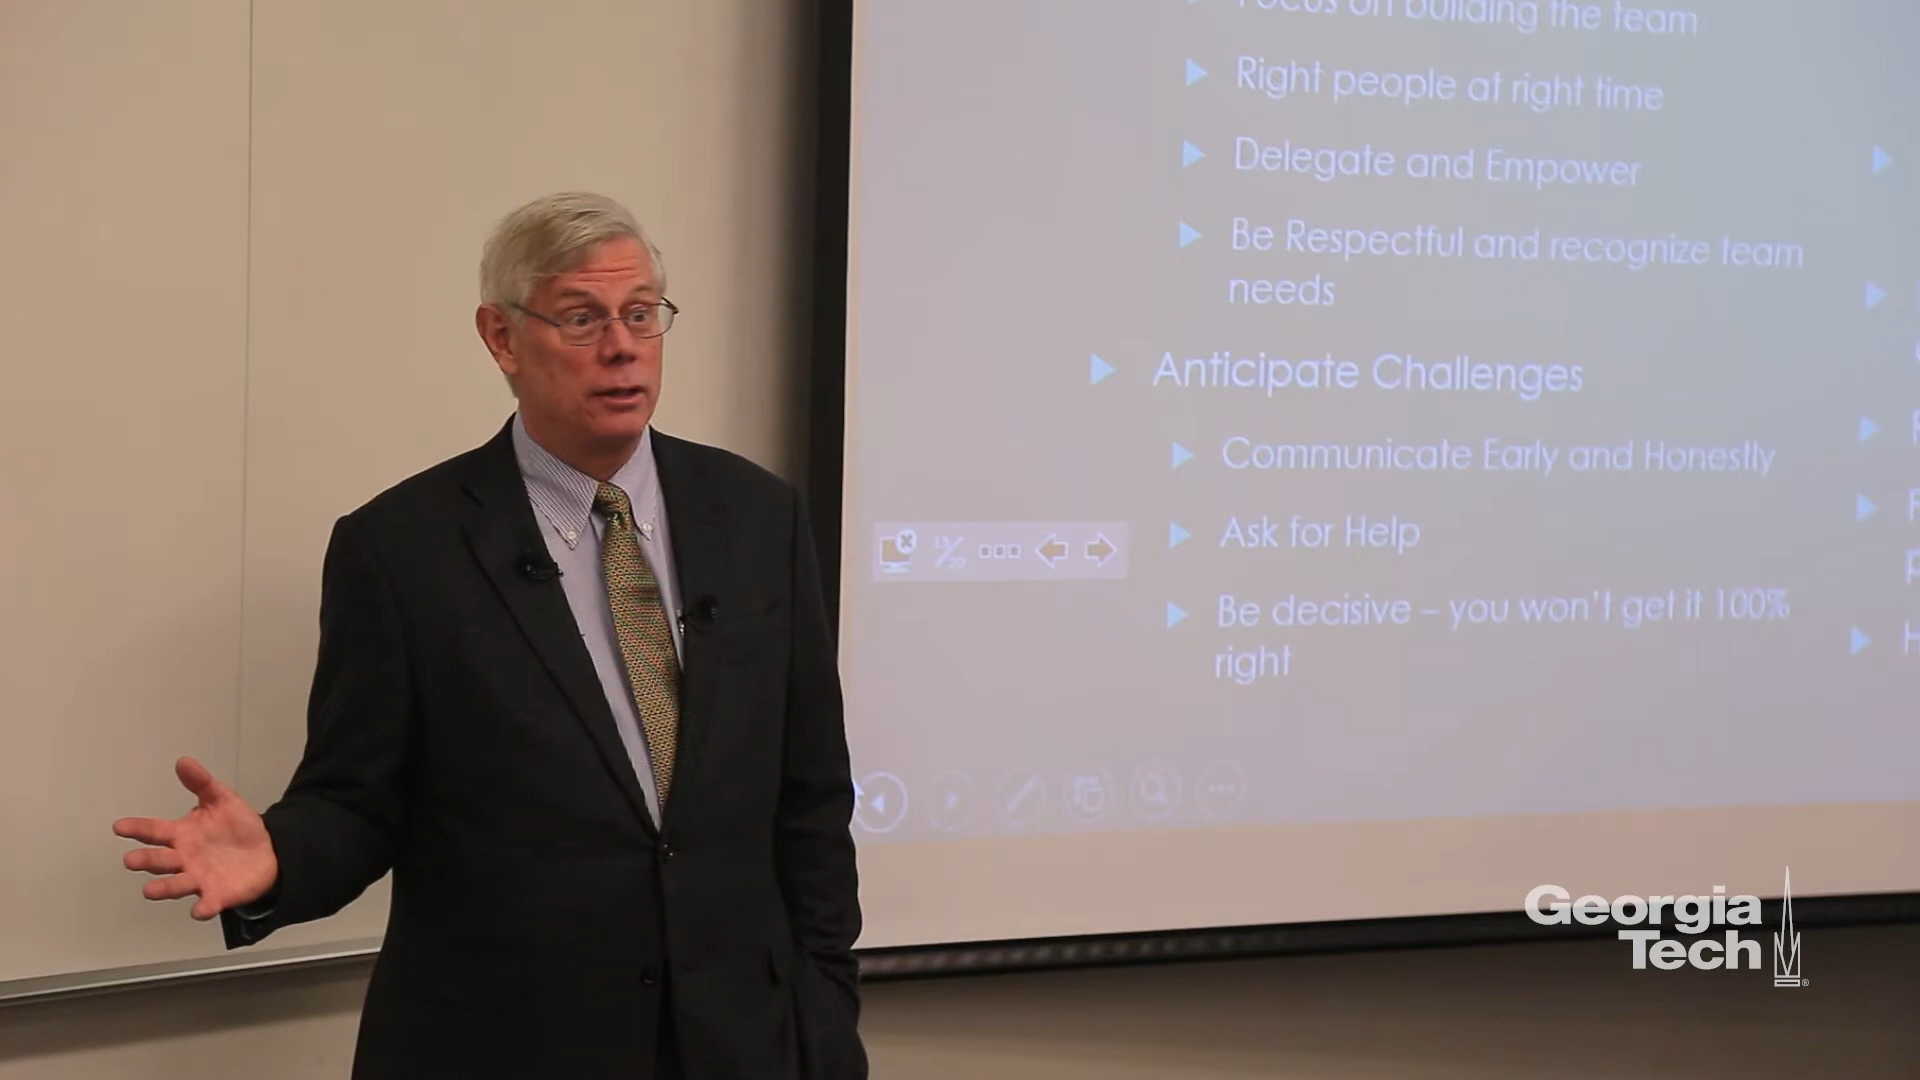 Focus on building the team
Right people at right time
Delegate and Empower
Be Respectful and recognize team
needs
Anticipate Challenges
Communicate Early and Honestly
Ask for Help
Be decisive – you won't get it 100%
right
13/20
Georgia
Tech
®